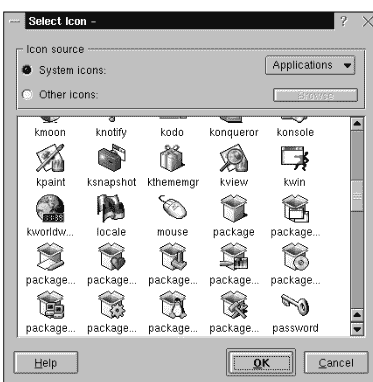 Select Icon -
Icon source
System icons:
Applications
Other icons:
Browse...
kmoon knotify kodo konqueror konsole
kpaint ksnapshot kthememgr kview kwin
kworldw... locale mouse package package...
package... package... package... package... package...
package... package... package... package... password
Help OK Cancel